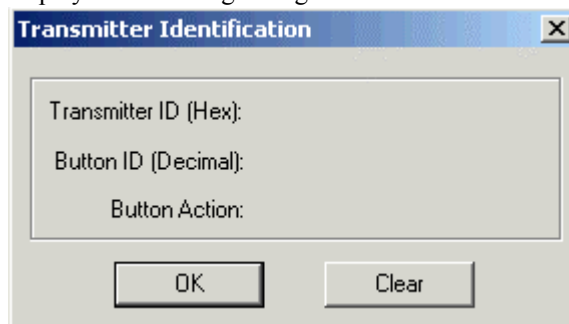 Transmitter Identification
Transmitter ID (Hex):
Button ID (Decimal):
Button Action:
OK Clear